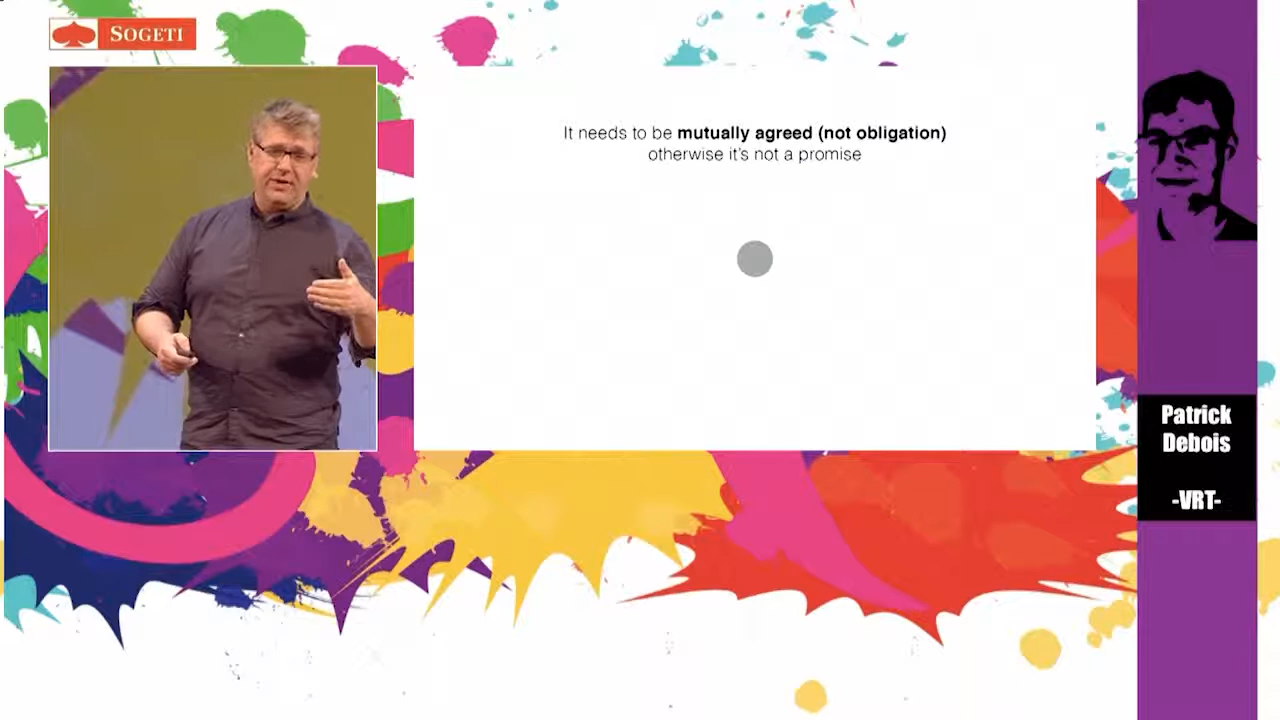 SOGETI
It needs to be mutually agreed (not obligation)
otherwise it's not a promise
Patrick
Debois
-VRT-